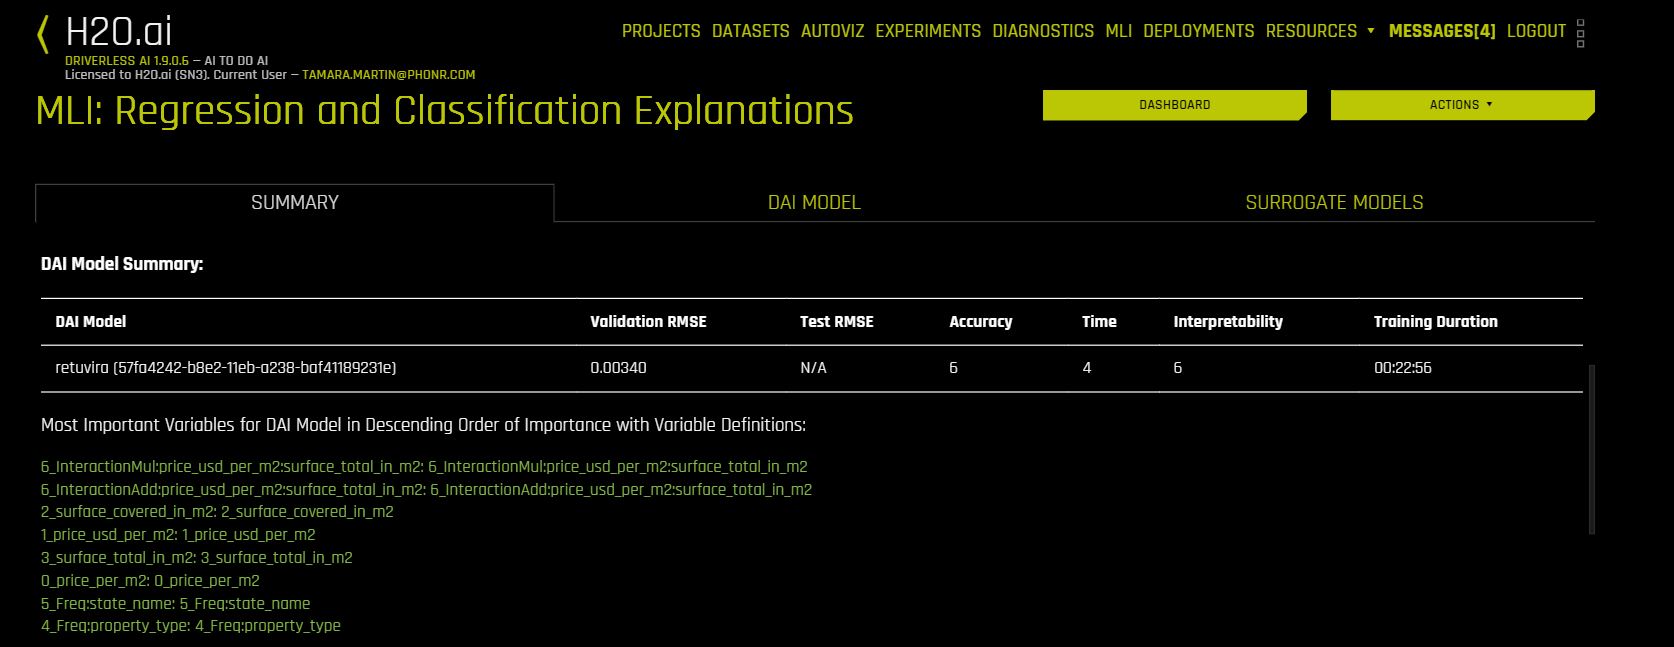 H2O.ai
DRIVERLESS AI 1.9.0.6 – AI TO DO AI
Licensed to H2O.ai (SN3). Current User – TAMARA.MARTIN@PHONR.COM
PROJECTS DATASETS AUTOVIZ EXPERIMENTS DIAGNOSTICS MLI DEPLOYMENTS RESOURCES MESSAGES[4] LOGOUT
MLI: Regression and Classification Explanations
DASHBOARD ACTIONS
SUMMARY DAI MODEL SURROGATE MODELS
DAI Model Summary:
DAI Model Validation RMSE Test RMSE Accuracy Time Interpretability Training Duration
retuvira (57fa4242-b8e2-11eb-a238-baf41189231e) 0.00340 N/A 6 4 6 00:22:56
Most Important Variables for DAI Model in Descending Order of Importance with Variable Definitions:
6_InteractionMul:price_usd_per_m2:surface_total_in_m2: 6_InteractionMul:price_usd_per_m2:surface_total_in_m2
6_InteractionAdd:price_usd_per_m2:surface_total_in_m2: 6_InteractionAdd:price_usd_per_m2:surface_total_in_m2
2_surface_covered_in_m2: 2_surface_covered_in_m2
1_price_usd_per_m2: 1_price_usd_per_m2
3_surface_total_in_m2: 3_surface_total_in_m2
0_price_per_m2: 0_price_per_m2
5_Freq:state_name: 5_Freq:state_name
4_Freq:property_type: 4_Freq:property_type